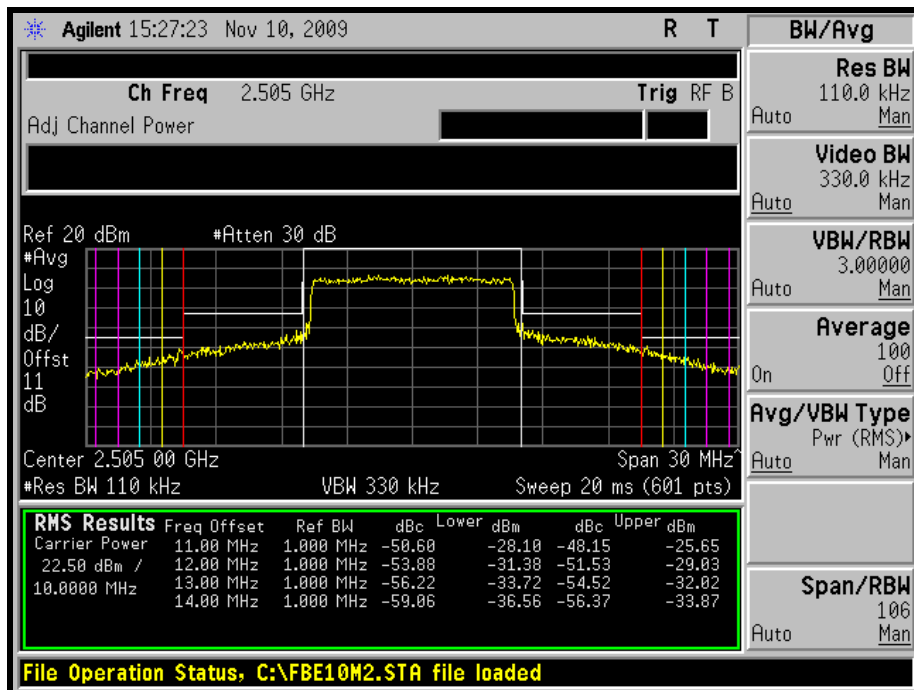 Agilent 15:27:23 Nov 10, 2009 R T
Ch Freq 2.505 GHz Trig RF B
Adj Channel Power
Ref 20 dBm #Atten 30 dB
#Avg
Log
10
dB/
Offst
11
dB
Center 2.505 00 GHz Span 30 MHz^
#Res BW 110 kHz VBW 330 kHz Sweep 20 ms (601 pts)
RMS Results Freq Offset Ref BW dBc Lower dBm dBc Upper dBm
Carrier Power 11.00 MHz 1.000 MHz -50.60 -28.10 -48.15 -25.65
22.50 dBm / 12.00 MHz 1.000 MHz -53.88 -31.38 -51.53 -29.03
10.0000 MHz 13.00 MHz 1.000 MHz -56.22 -33.72 -54.52 -32.02
14.00 MHz 1.000 MHz -59.06 -36.56 -56.37 -33.87
File Operation Status, C:\FBE10M2.STA file loaded
BW/Avg
Res BW
110.0 kHz
Auto Man
Video BW
330.0 kHz
Auto Man
VBW/RBW
3.00000
Auto Man
Average
100
On Off
Avg/VBW Type
Pwr (RMS)▸
Auto Man
Span/RBW
106
Auto Man